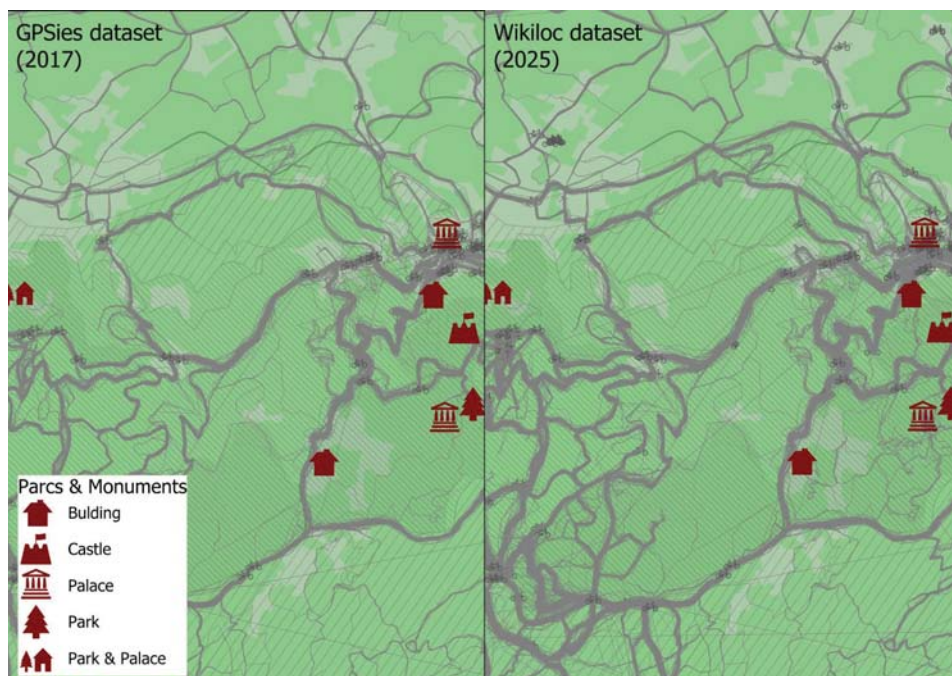 GPSies dataset
(2017)
Wikiloc dataset
(2025)
Parcs & Monuments
Bulding
Castle
Palace
Park
Park & Palace